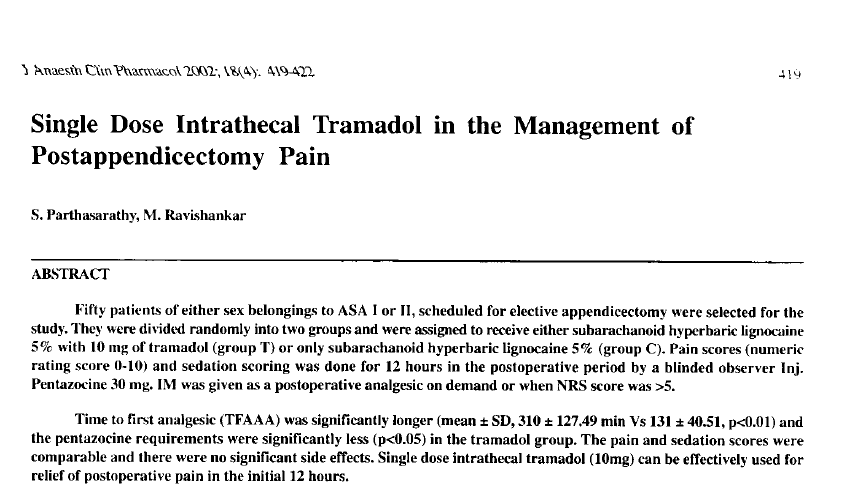 J Anaesth Clin Pharmacol 2002; 18(4): 419-422
419
Single Dose Intrathecal Tramadol in the Management of
Postappendicectomy Pain
S. Parthasarathy, M. Ravishankar
ABSTRACT
Fifty patients of either sex belongings to ASA I or II, scheduled for elective appendicectomy were selected for the
study. They were divided randomly into two groups and were assigned to receive either subarachanoid hyperbaric lignocaine
5% with 10 mg of tramadol (group T) or only subarachanoid hyperbaric lignocaine 5% (group C). Pain scores (numeric
rating score 0-10) and sedation scoring was done for 12 hours in the postoperative period by a blinded observer Inj.
Pentazocine 30 mg. IM was given as a postoperative analgesic on demand or when NRS score was >5.
Time to first analgesic (TFAAA) was significantly longer (mean ± SD, 310 ± 127.49 min Vs 131 ± 40.51, p<0.01) and
the pentazocine requirements were significantly less (p<0.05) in the tramadol group. The pain and sedation scores were
comparable and there were no significant side effects. Single dose intrathecal tramadol (10mg) can be effectively used for
relief of postoperative pain in the initial 12 hours.